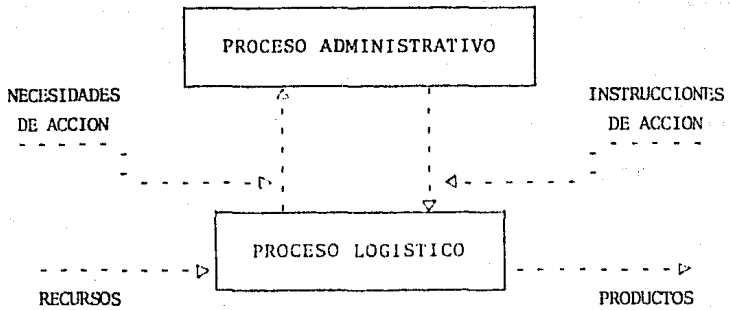 PROCESO ADMINISTRATIVO
NECESIDADES
DE ACCION
INSTRUCCIONES
DE ACCION
PROCESO LOGISTICO
RECURSOS
PRODUCTOS